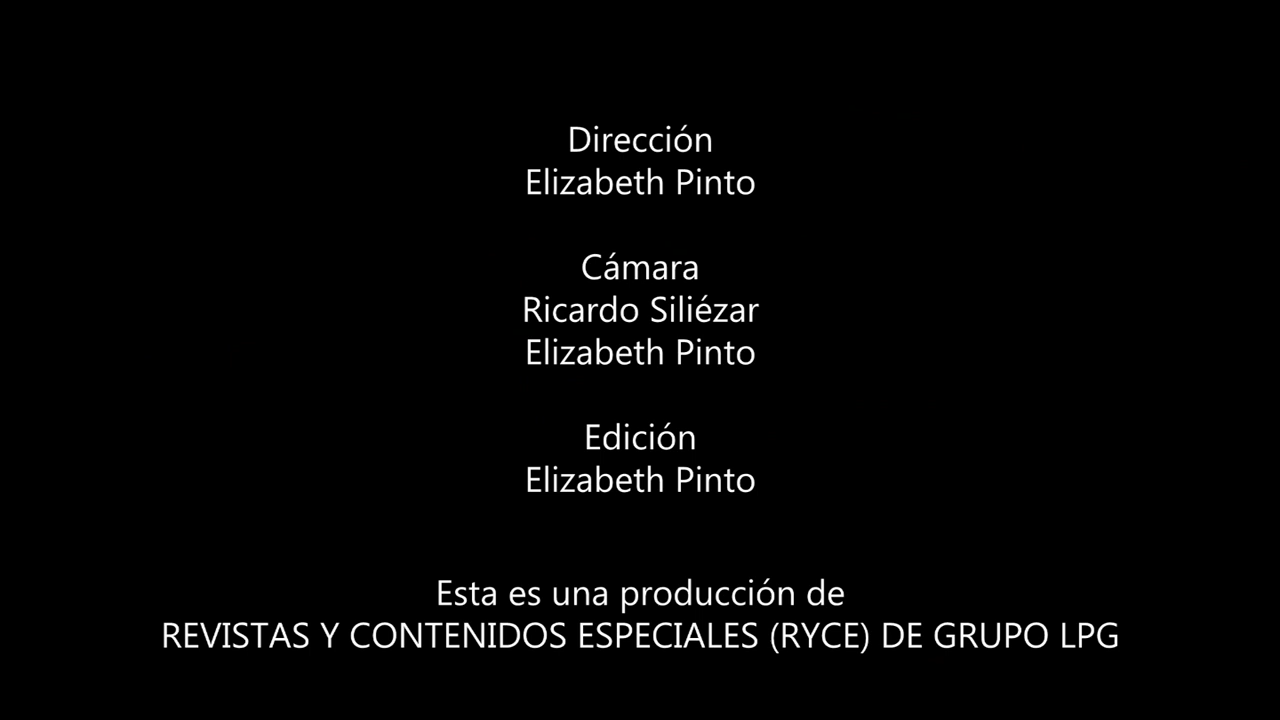 Dirección
Elizabeth Pinto
Cámara
Ricardo Siliézar
Elizabeth Pinto
Edición
Elizabeth Pinto
Esta es una producción de
REVISTAS Y CONTENIDOS ESPECIALES (RYCE) DE GRUPO LPG